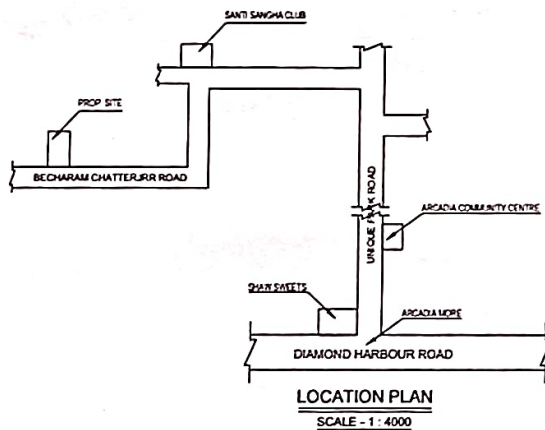 SANTI SANGHA CLUB
PROP. SITE
BECHARAM CHATTERJRR ROAD
UNIQUE PARK ROAD
ARCADIA COMMUNITY CENTRE
SHAW SWEETS
ARCADIA MORE
DIAMOND HARBOUR ROAD
LOCATION PLAN
SCALE - 1 : 4000